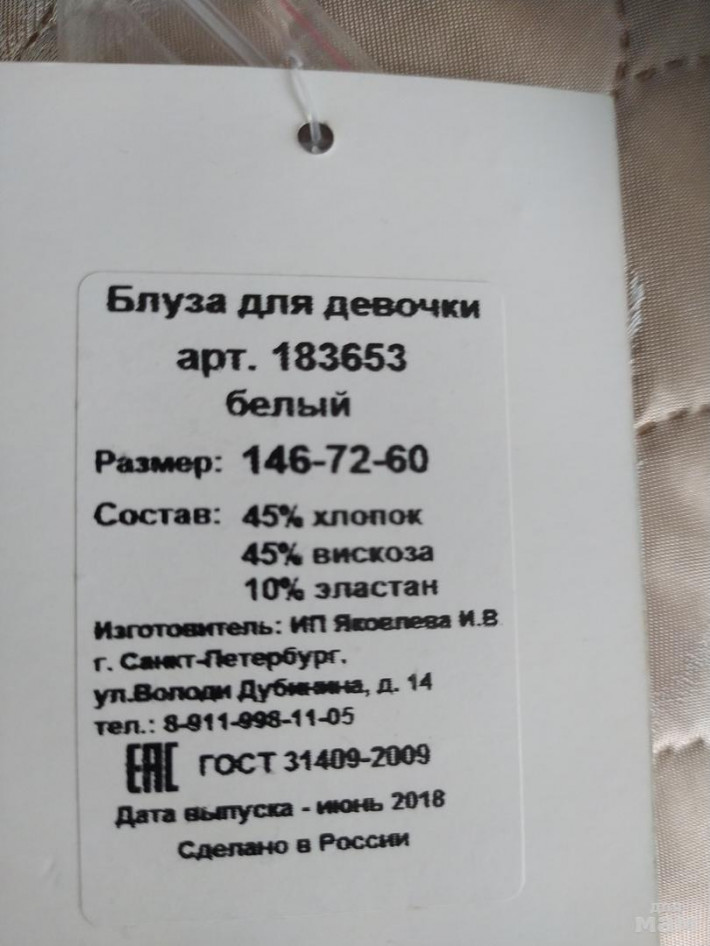 Блуза для девочки
арт. 183653
белый
Размер: 146-72-60
Состав: 45% хлопок
45% вискоза
10% эластан
Изготовитель: ИП Яковлева И.В
г. Санкт-Петербург.
ул.Володи Дубинина, д. 14
тел.: 8-911-998-11-05
ЕАС ГОСТ 31409-2009
Дата выпуска - июнь 2018
Сделано в России
для